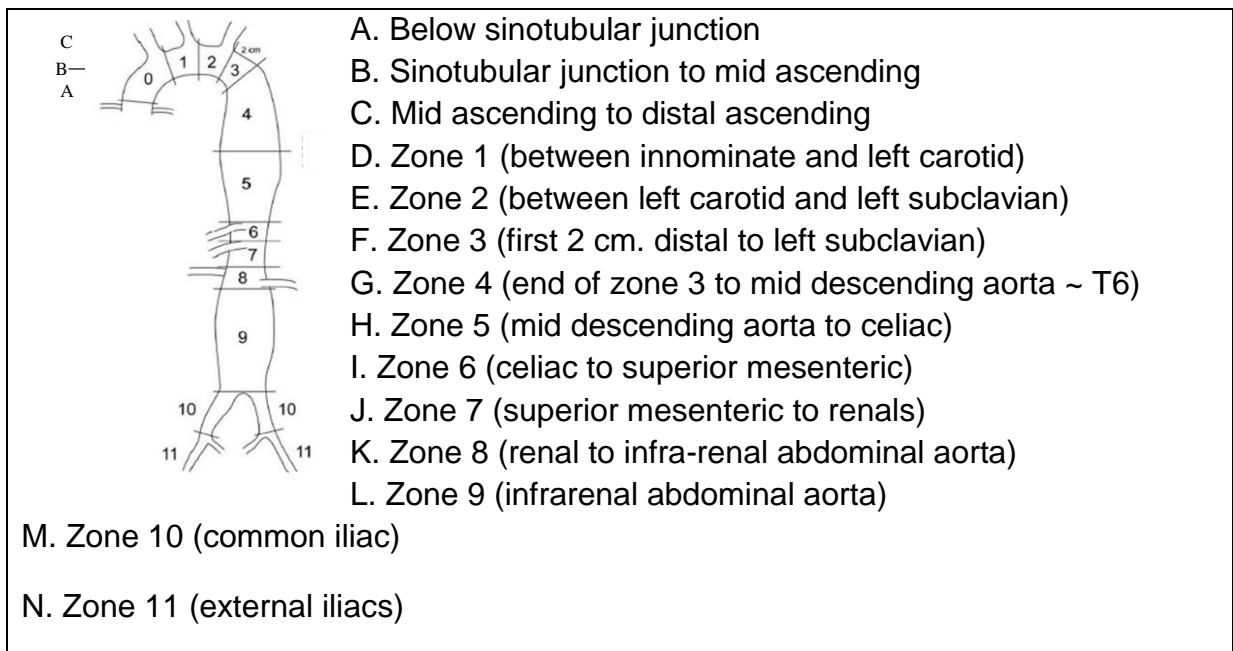 C
B—
A
0
1
2
2 cm
3
4
5
6
7
8
9
10
10
11
11
A. Below sinotubular junction
B. Sinotubular junction to mid ascending
C. Mid ascending to distal ascending
D. Zone 1 (between innominate and left carotid)
E. Zone 2 (between left carotid and left subclavian)
F. Zone 3 (first 2 cm. distal to left subclavian)
G. Zone 4 (end of zone 3 to mid descending aorta ~ T6)
H. Zone 5 (mid descending aorta to celiac)
I. Zone 6 (celiac to superior mesenteric)
J. Zone 7 (superior mesenteric to renals)
K. Zone 8 (renal to infra-renal abdominal aorta)
L. Zone 9 (infrarenal abdominal aorta)
M. Zone 10 (common iliac)
N. Zone 11 (external iliacs)